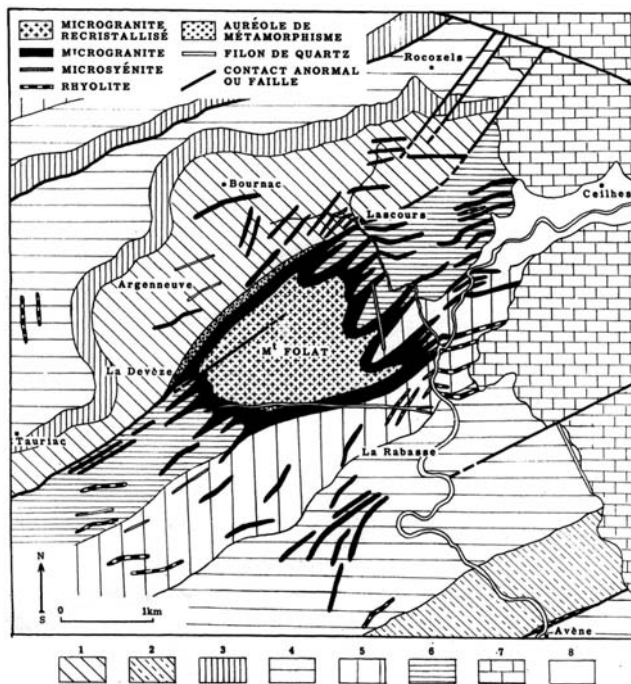 MICROGRANITE
RECRISTALLISÉ
MᶦCROGRANITE
MICROSYÉNITE
RHYOLITE
AURÉOLE DE
MÉTAMORPHISME
FILON DE QUARTZ
CONTACT ANORMAL
OU FAILLE
Rocozels
Bournac
Ceilhes
Lascours
Argenneuve
Mᵗ FOLAT
La Devèze
Tauriac
La Rabasse
N
S
0 1km
Avène
1 2 3 4 5 6 7 8